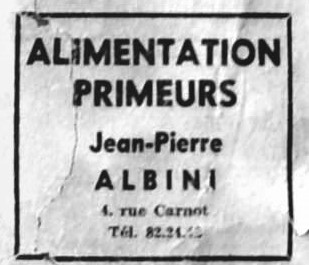 ALIMENTATION
PRIMEURS
Jean-Pierre
ALBINI
4, rue Carnot
Tél.